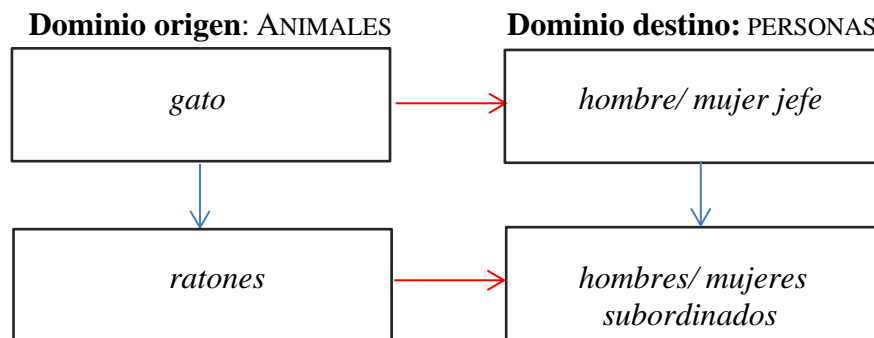 Dominio origen: ANIMALES
Dominio destino: PERSONAS
gato
hombre/ mujer jefe
ratones
hombres/ mujeres
subordinados